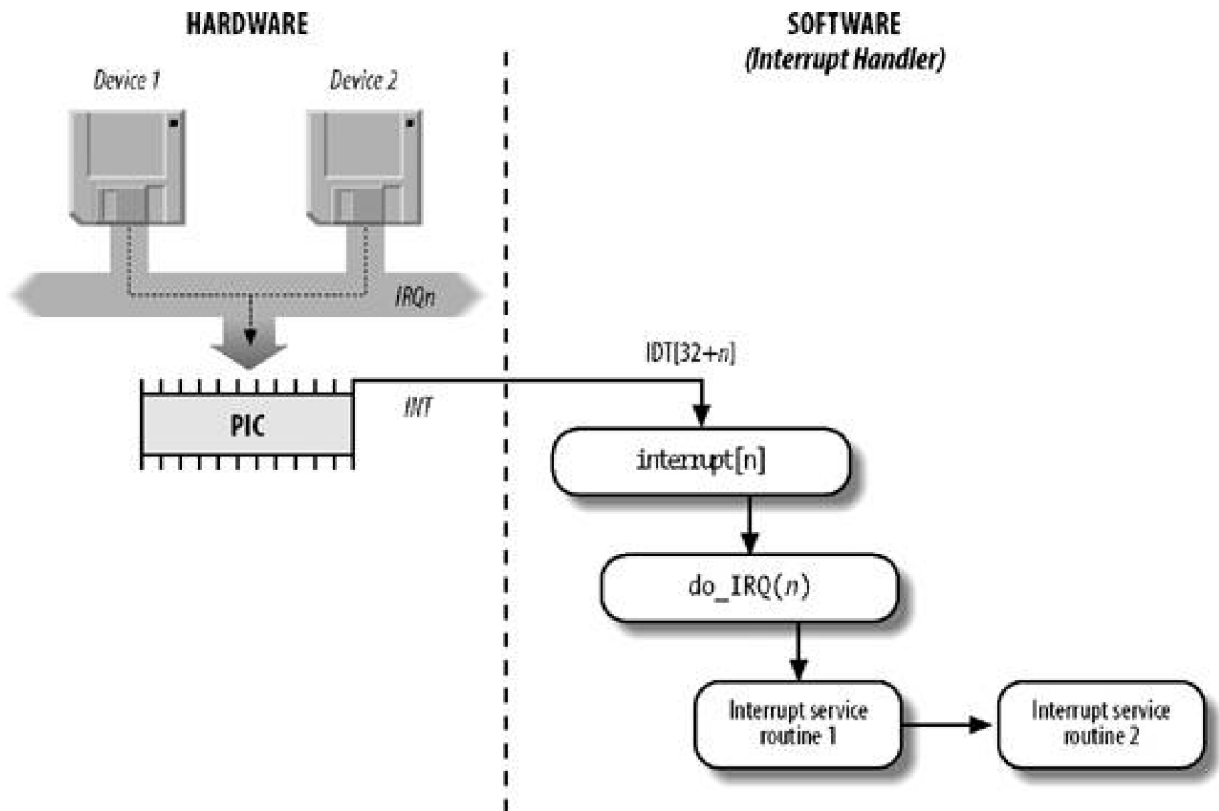 HARDWARE
SOFTWARE
(Interrupt Handler)
Device 1
Device 2
IRQn
IDT[32+n]
INT
PIC
interrupt[n]
do_IRQ(n)
Interrupt service
routine 1
Interrupt service
routine 2